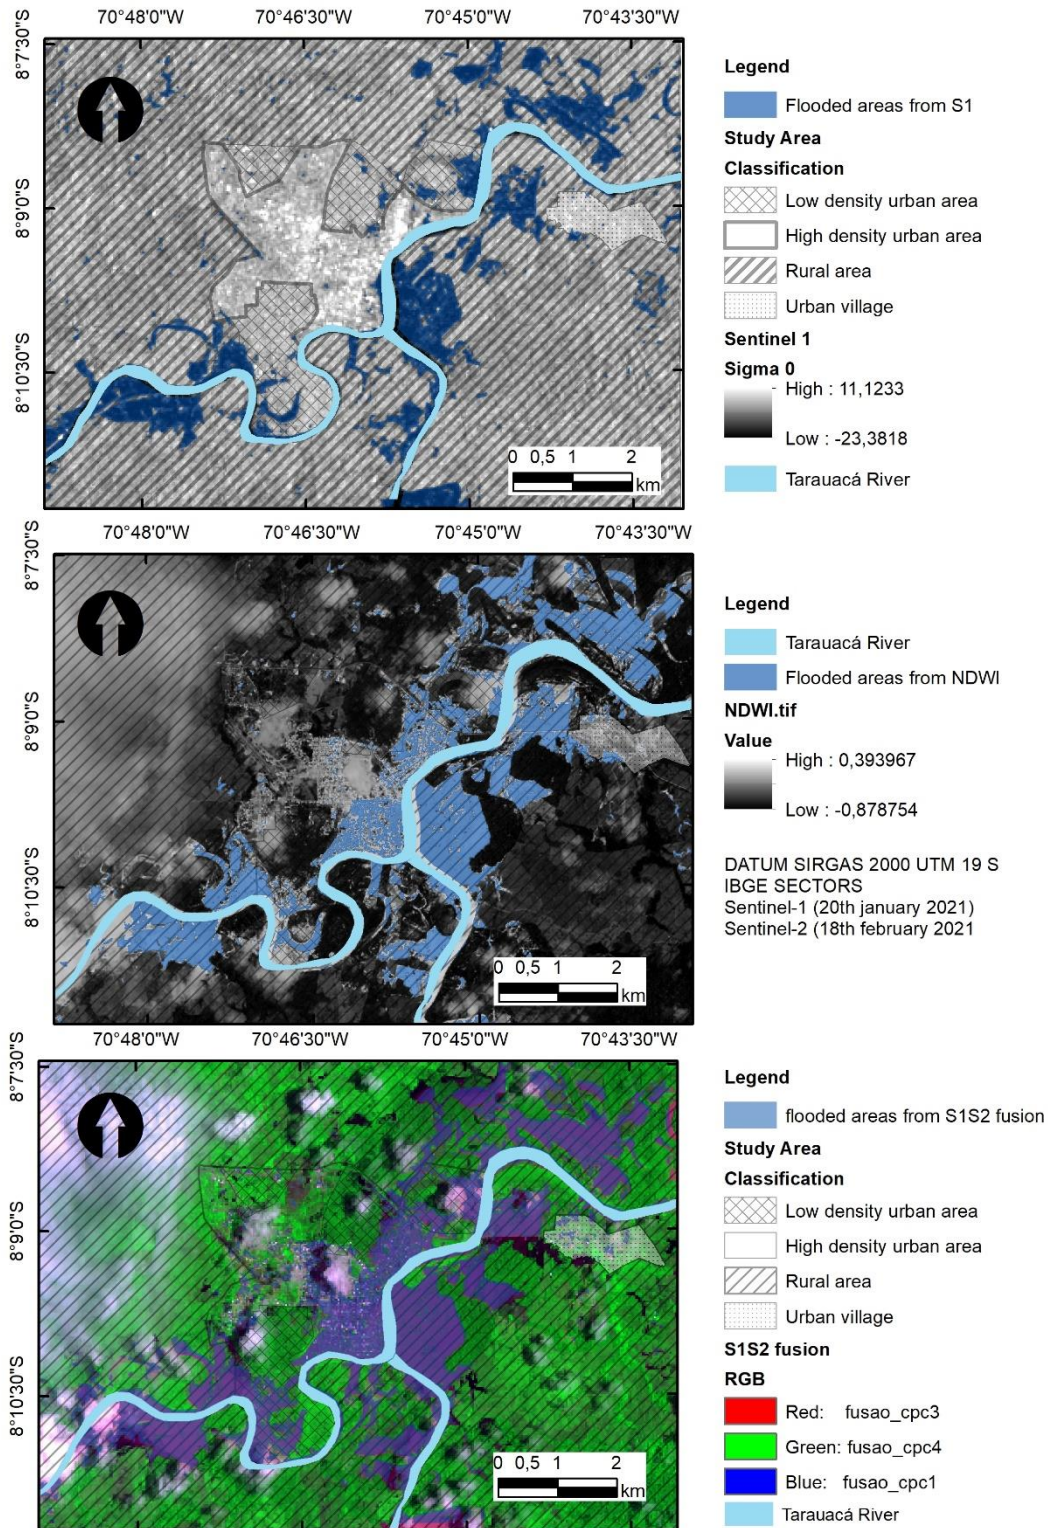 70°48'0"W 70°46'30"W 70°45'0"W 70°43'30"W
8°7'30"S
8°9'0"S
8°10'30"S
0 0,5 1 2
km
Legend
Flooded areas from S1
Study Area
Classification
Low density urban area
High density urban area
Rural area
Urban village
Sentinel 1
Sigma 0
High : 11,1233
Low : -23,3818
Tarauacá River
70°48'0"W 70°46'30"W 70°45'0"W 70°43'30"W
8°7'30"S
8°9'0"S
8°10'30"S
0 0,5 1 2
km
Legend
Tarauacá River
Flooded areas from NDWI
NDWI.tif
Value
High : 0,393967
Low : -0,878754
DATUM SIRGAS 2000 UTM 19 S
IBGE SECTORS
Sentinel-1 (20th january 2021)
Sentinel-2 (18th february 2021
70°48'0"W 70°46'30"W 70°45'0"W 70°43'30"W
8°7'30"S
8°9'0"S
8°10'30"S
0 0,5 1 2
km
Legend
flooded areas from S1S2 fusion
Study Area
Classification
Low density urban area
High density urban area
Rural area
Urban village
S1S2 fusion
RGB
Red: fusao_cpc3
Green: fusao_cpc4
Blue: fusao_cpc1
Tarauacá River